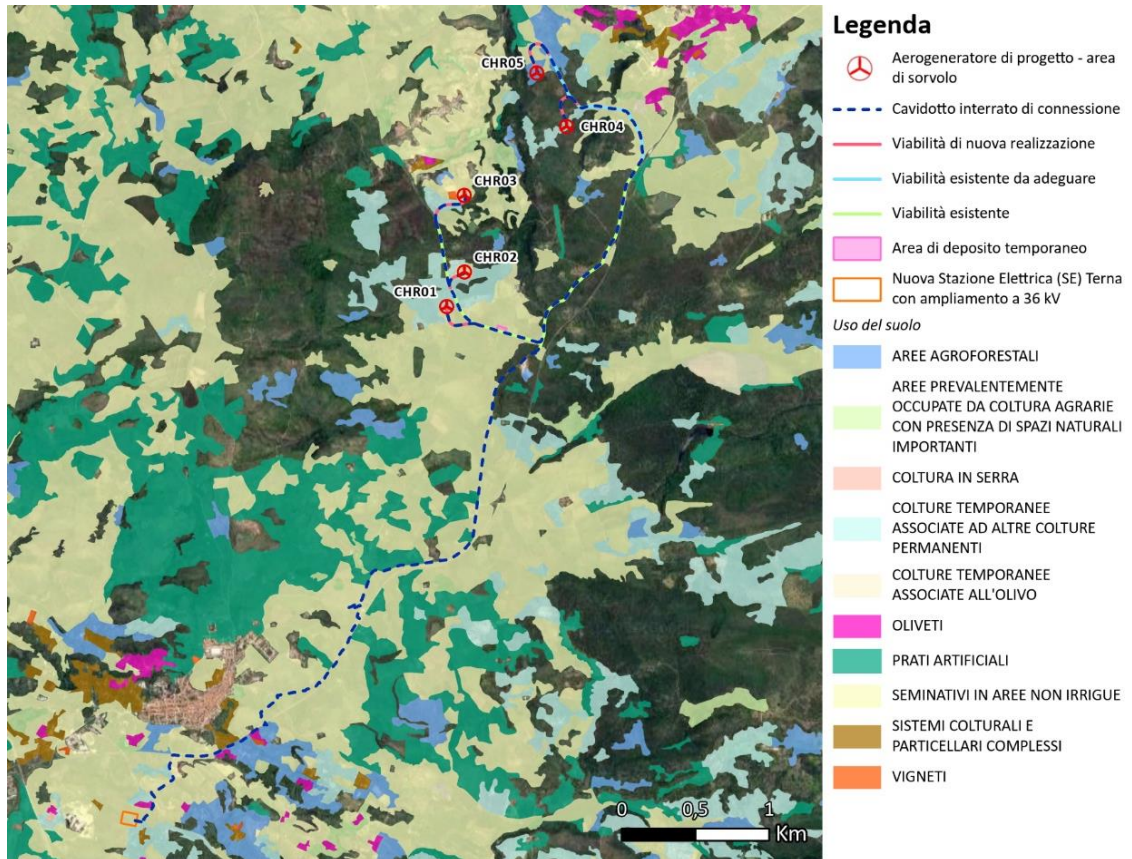 CHR05
CHR04
CHR03
CHR02
CHR01
0 0,5 1
Km
Legenda
Aerogeneratore di progetto - area
di sorvolo
Cavidotto interrato di connessione
Viabilità di nuova realizzazione
Viabilità esistente da adeguare
Viabilità esistente
Area di deposito temporaneo
Nuova Stazione Elettrica (SE) Terna
con ampliamento a 36 kV
Uso del suolo
AREE AGROFORESTALI
AREE PREVALENTEMENTE
OCCUPATE DA COLTURA AGRARIE
CON PRESENZA DI SPAZI NATURALI
IMPORTANTI
COLTURA IN SERRA
COLTURE TEMPORANEE
ASSOCIATE AD ALTRE COLTURE
PERMANENTI
COLTURE TEMPORANEE
ASSOCIATE ALL'OLIVO
OLIVETI
PRATI ARTIFICIALI
SEMINATIVI IN AREE NON IRRIGUE
SISTEMI COLTURALI E
PARTICELLARI COMPLESSI
VIGNETI